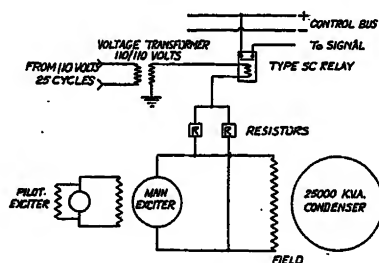 +
CONTROL BUS
−
To SIGNAL
VOLTAGE TRANSFORMER
110/110 VOLTS
TYPE SC RELAY
FROM 110 VOLTS
25 CYCLES
R R RESISTORS
PILOT.
EXCITER
MAIN
EXCITER
25000 KVA.
CONDENSER
FIELD